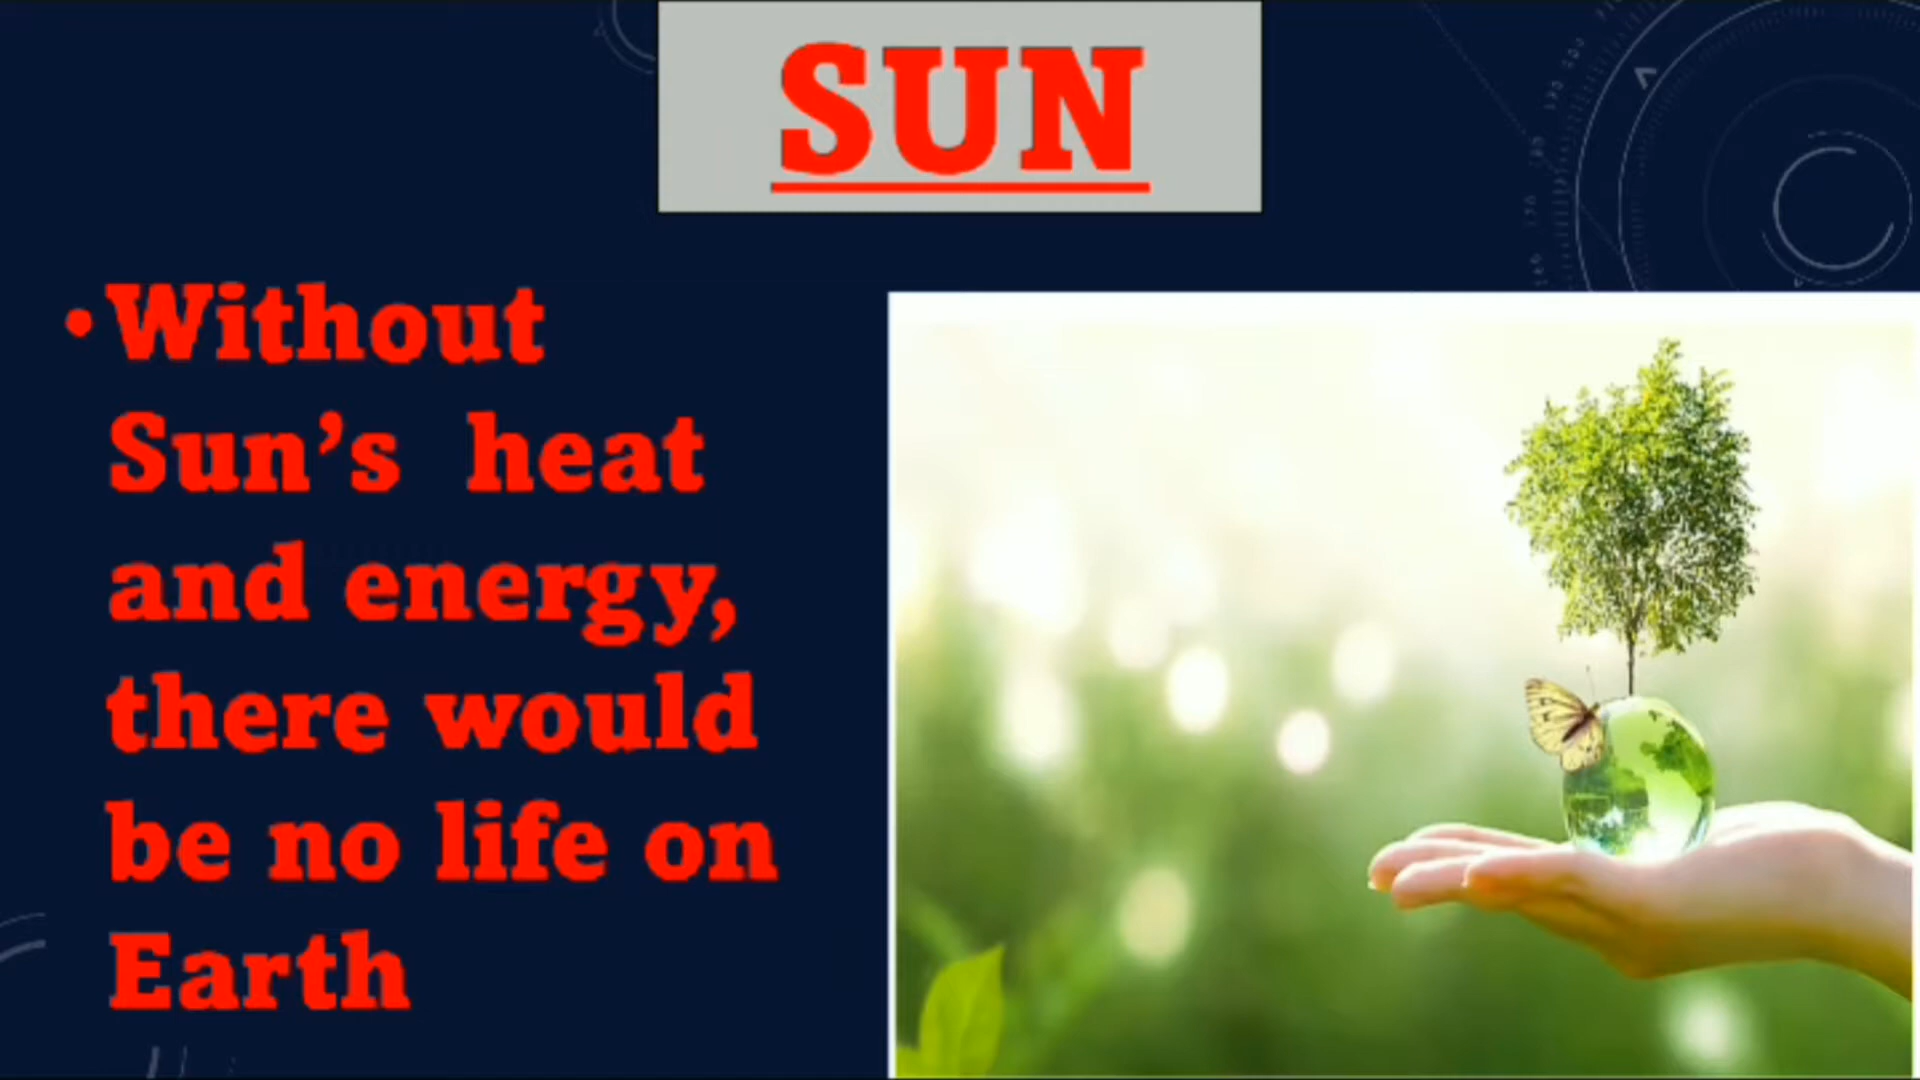 SUN
•Without
Sun’s heat
and energy,
there would
be no life on
Earth